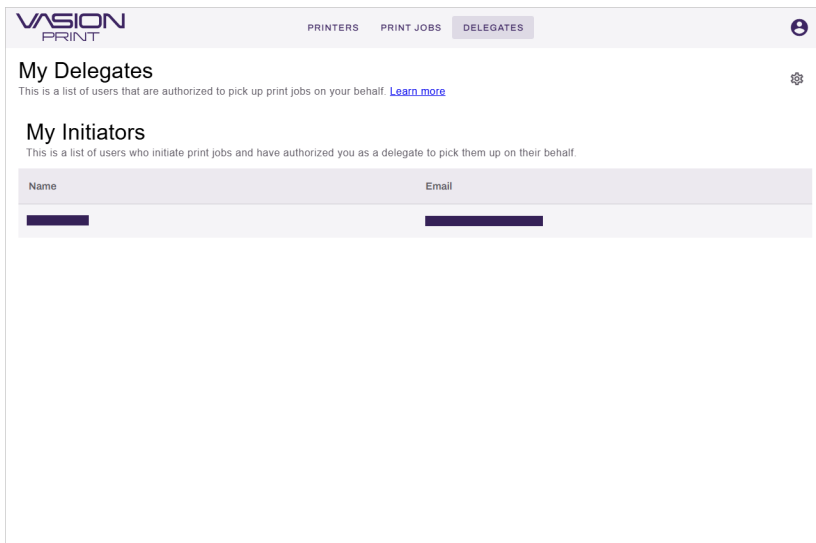 VASION
PRINT
PRINTERS PRINT JOBS DELEGATES
My Delegates
This is a list of users that are authorized to pick up print jobs on your behalf. Learn more
My Initiators
This is a list of users who initiate print jobs and have authorized you as a delegate to pick them up on their behalf.
Name Email